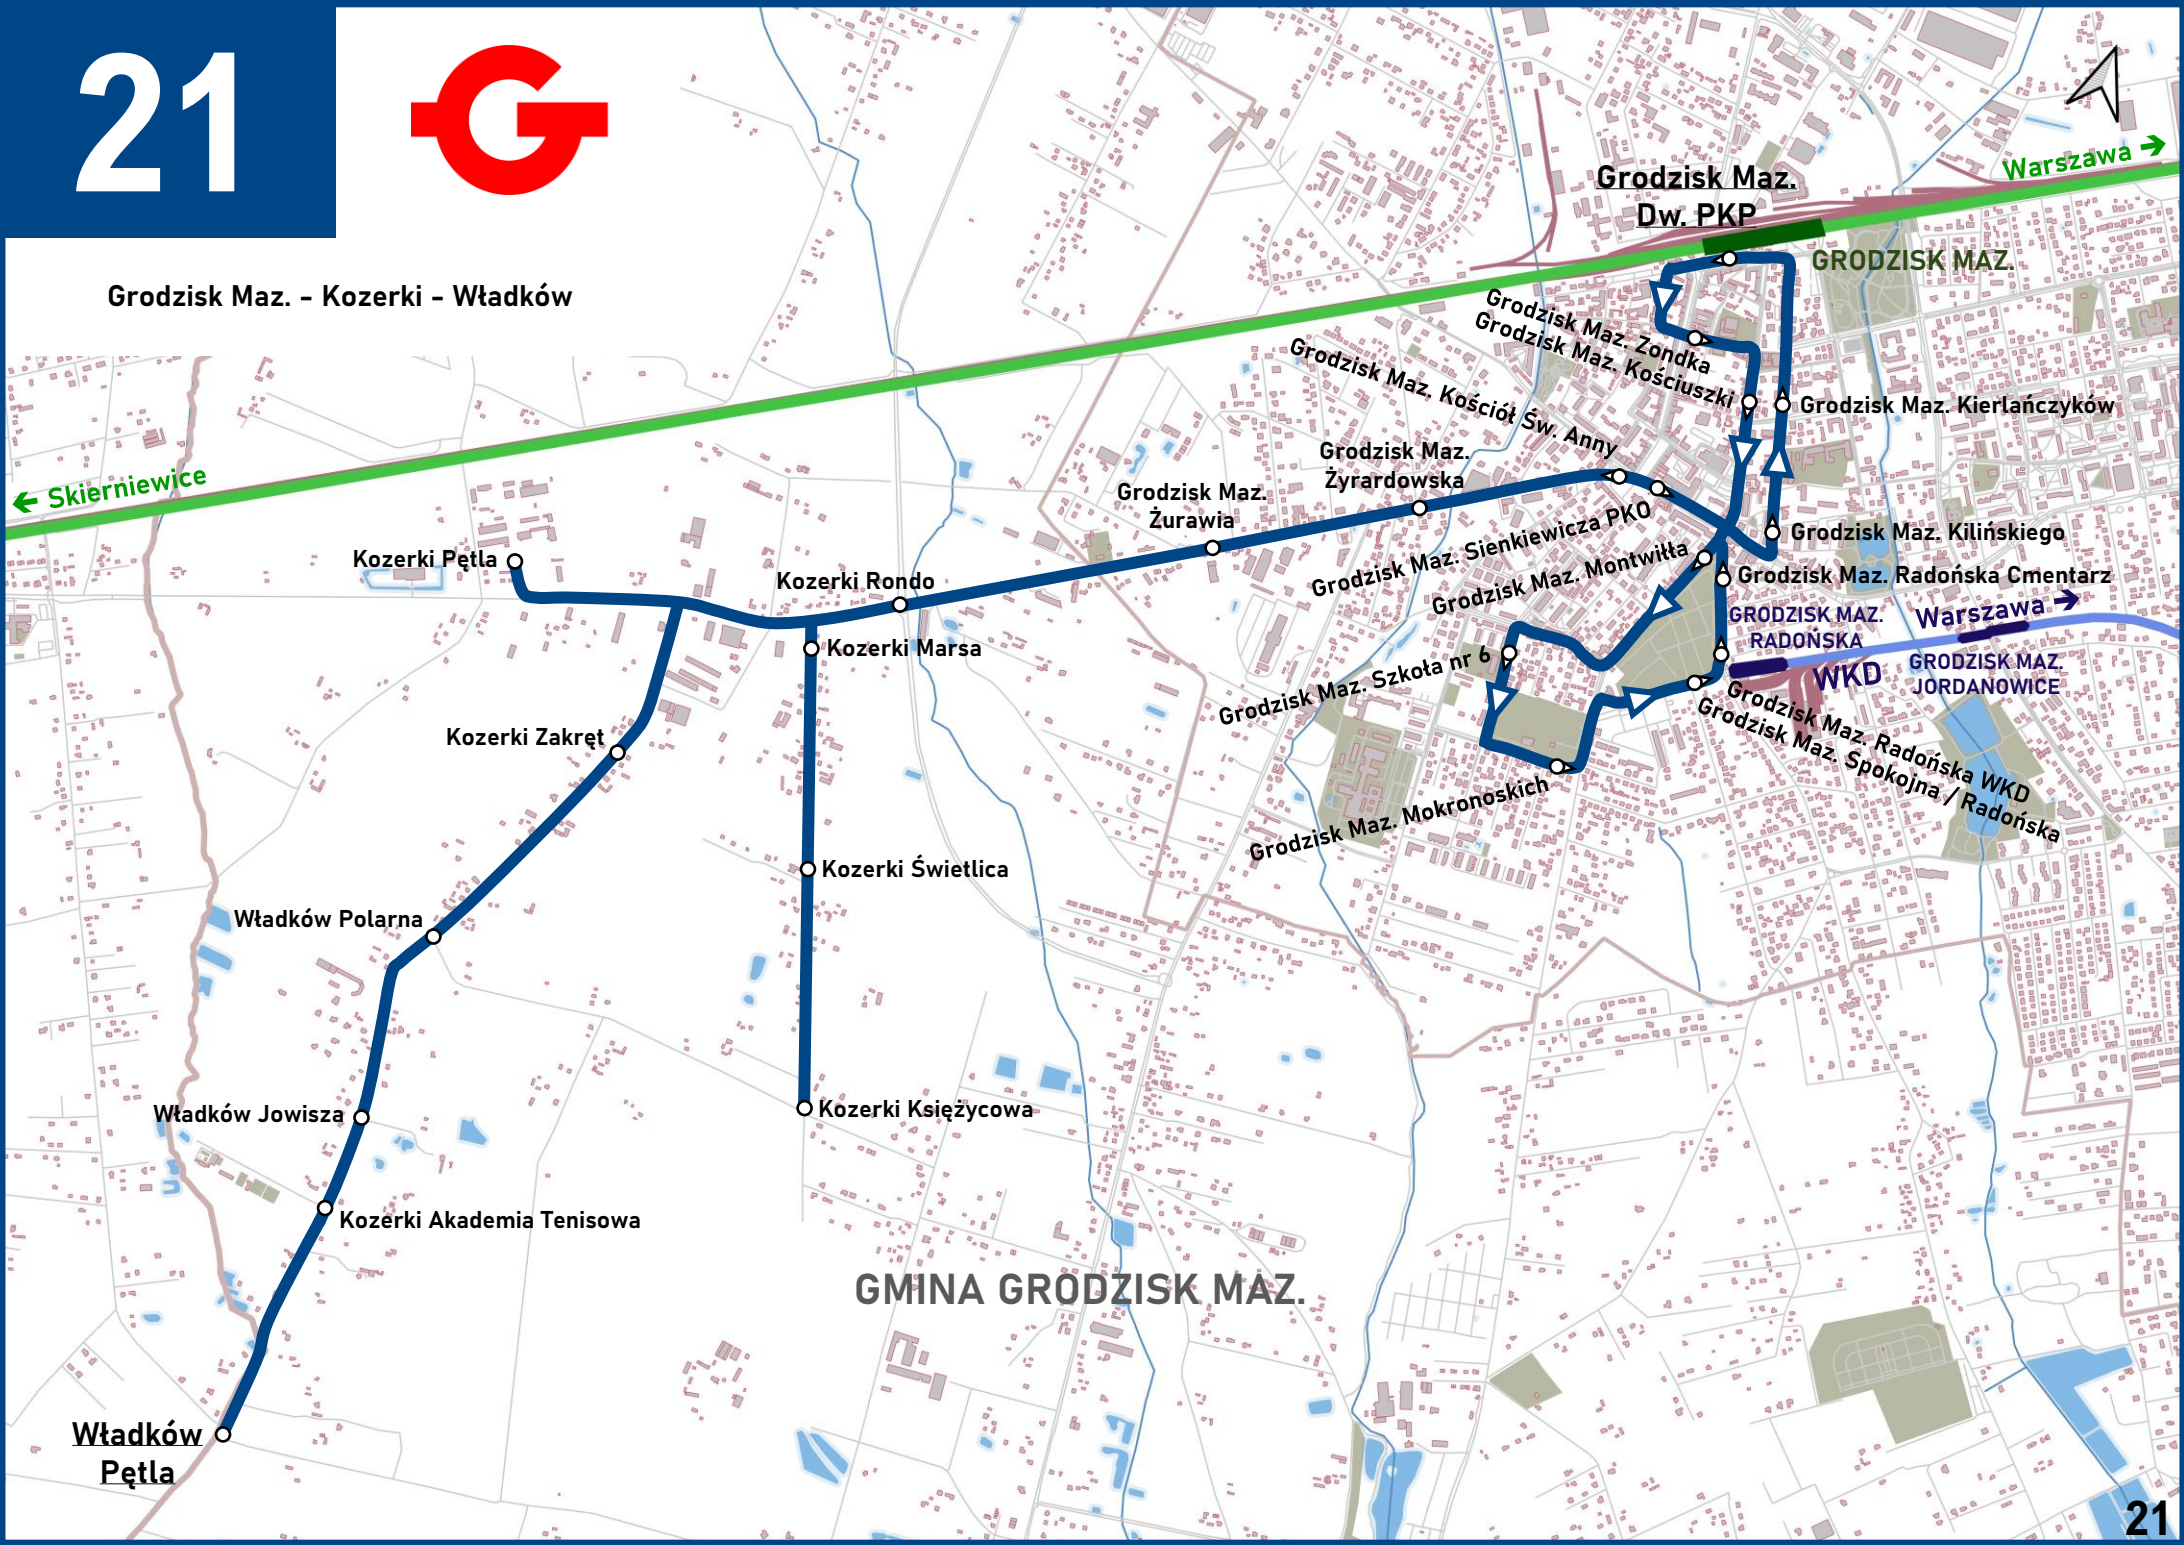 21
G
Grodzisk Maz. - Kozerki - Władków
Warszawa →
Grodzisk Maz.
Dw. PKP
GRODZISK MAZ.
Grodzisk Maz. Zondka
Grodzisk Maz. Kościuszki
Grodzisk Maz. Kościół Św. Anny
Grodzisk Maz. Kierlańczyków
Grodzisk Maz.
Żyrardowska
Grodzisk Maz.
Żurawia
← Skierniewice
Grodzisk Maz. Sienkiewicza PKO
Grodzisk Maz. Kilińskiego
Grodzisk Maz. Montwiłła
Grodzisk Maz. Radońska Cmentarz
Kozerki Pętla
Kozerki Rondo
Kozerki Marsa
GRODZISK MAZ.
RADOŃSKA
Warszawa →
WKD
GRODZISK MAZ.
JORDANOWICE
Grodzisk Maz. Szkoła nr 6
Grodzisk Maz. Radońska WKD
Grodzisk Maz. Spokojna / Radońska
Grodzisk Maz. Mokronoskich
Kozerki Zakręt
Kozerki Świetlica
Władków Polarna
Kozerki Księżycowa
Władków Jowisza
Kozerki Akademia Tenisowa
GMINA GRODZISK MAZ.
Władków
Pętla
21